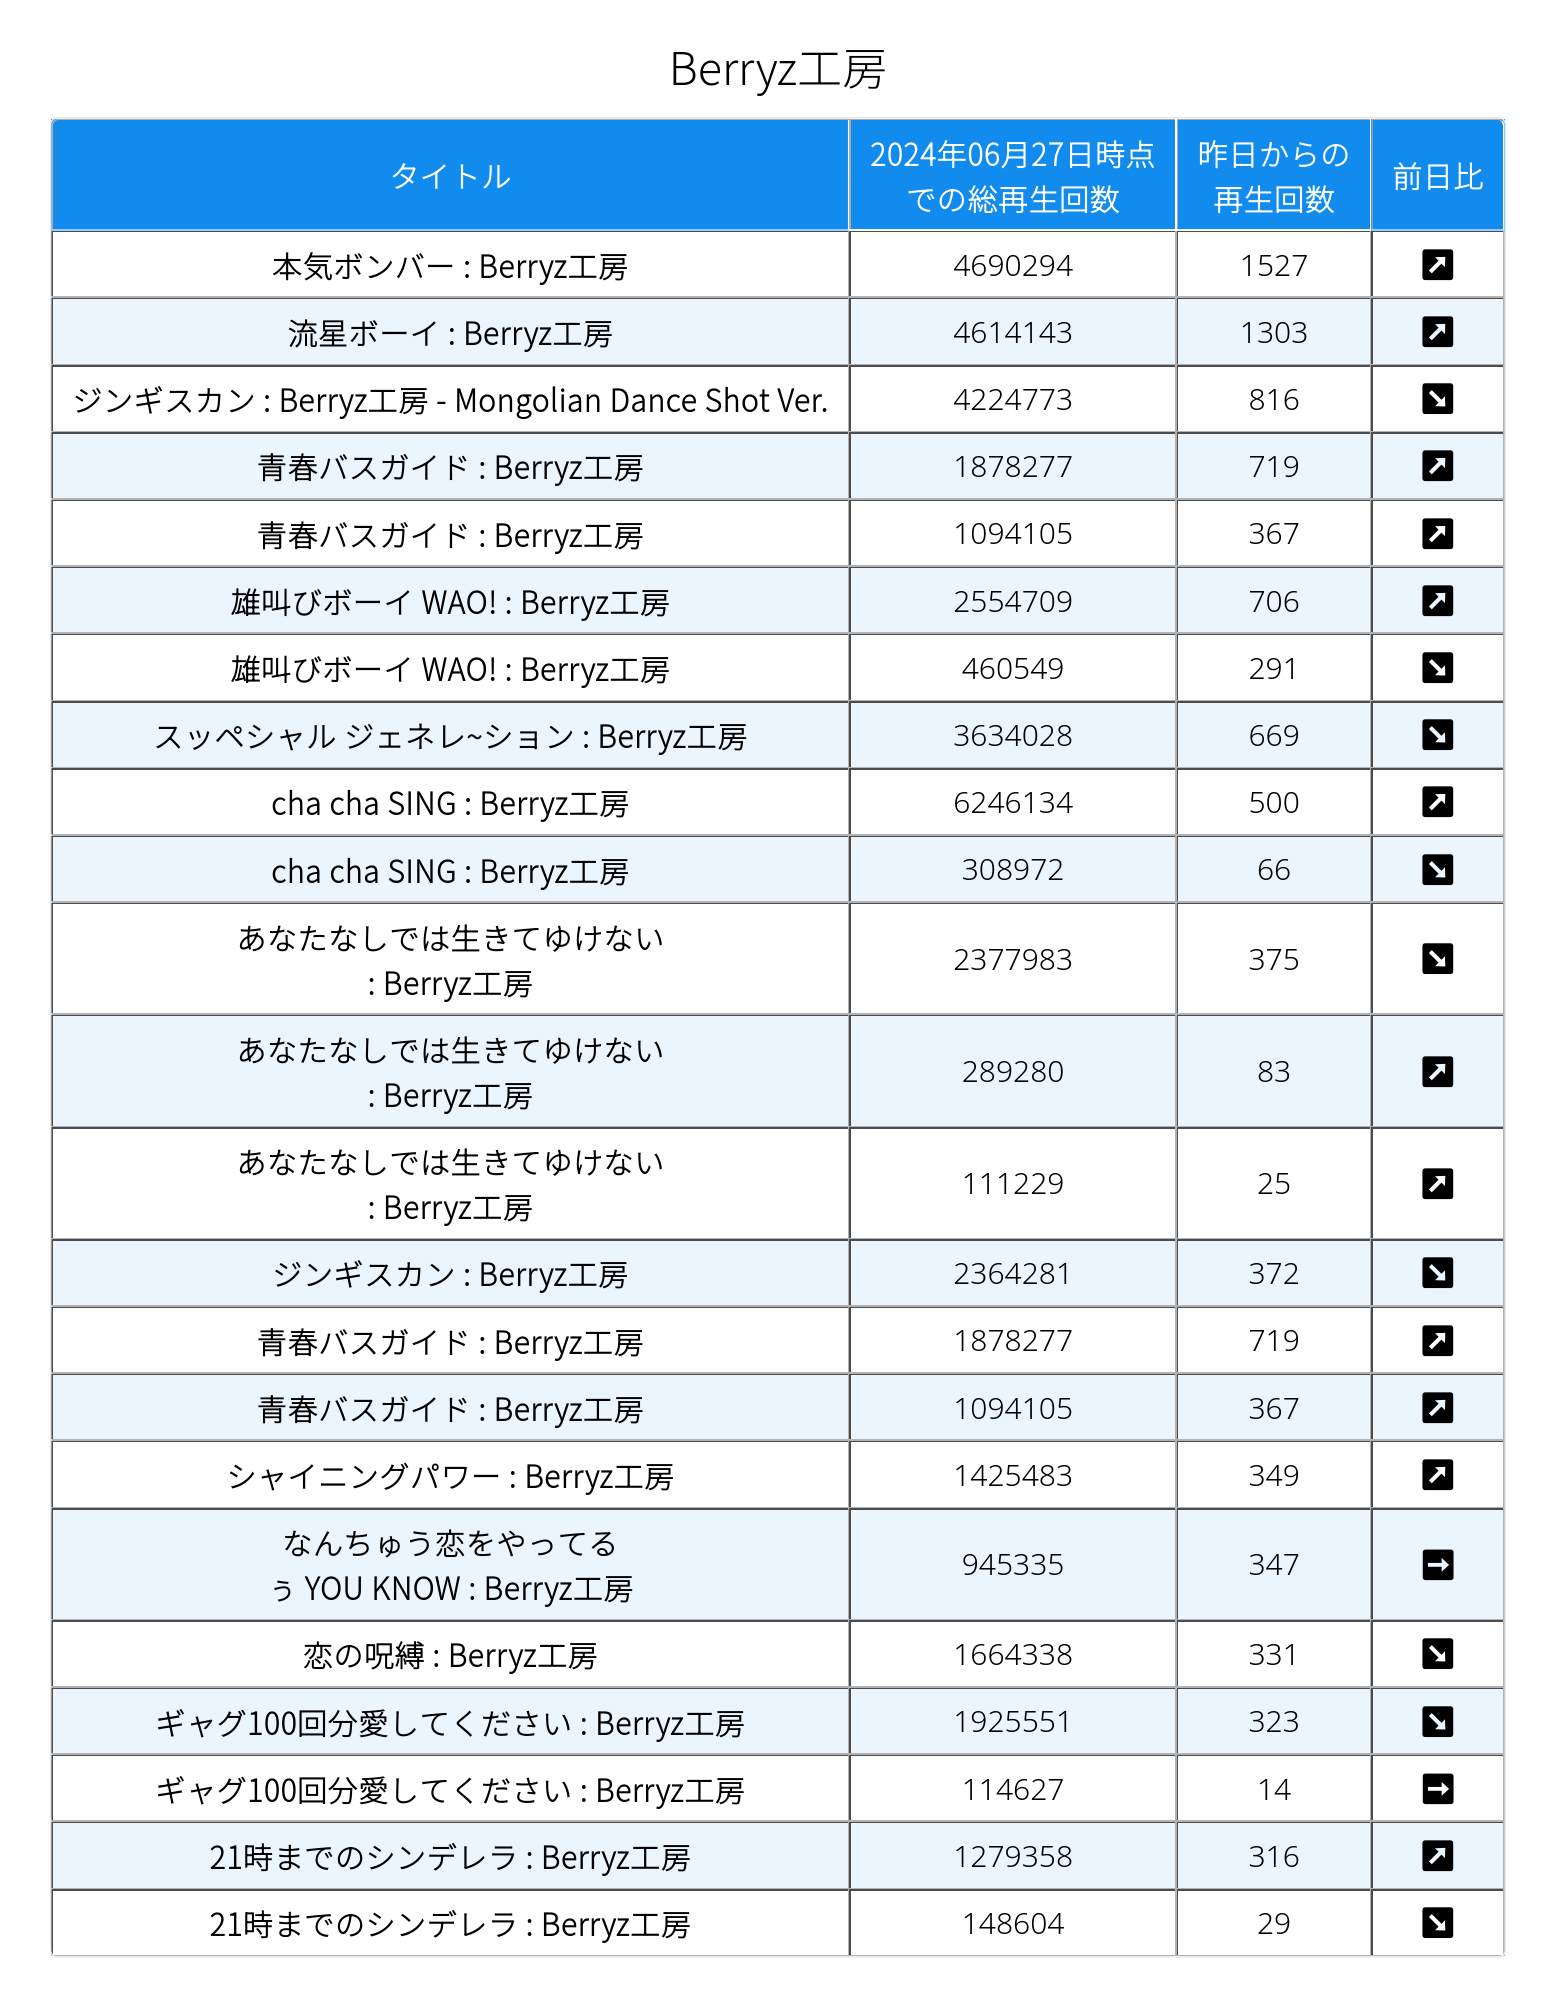 Berryz工房
タイトル
2024年06月27日時点
での総再生回数
昨日からの
再生回数
前日比
本気ボンバー : Berryz工房 4690294 1527
流星ボーイ : Berryz工房 4614143 1303
ジンギスカン : Berryz工房 - Mongolian Dance Shot Ver. 4224773 816
青春バスガイド : Berryz工房 1878277 719
青春バスガイド : Berryz工房 1094105 367
雄叫びボーイ WAO! : Berryz工房 2554709 706
雄叫びボーイ WAO! : Berryz工房 460549 291
スッペシャル ジェネレ~ション : Berryz工房 3634028 669
cha cha SING : Berryz工房 6246134 500
cha cha SING : Berryz工房 308972 66
あなたなしでは生きてゆけない
: Berryz工房 2377983 375
あなたなしでは生きてゆけない
: Berryz工房 289280 83
あなたなしでは生きてゆけない
: Berryz工房 111229 25
ジンギスカン : Berryz工房 2364281 372
青春バスガイド : Berryz工房 1878277 719
青春バスガイド : Berryz工房 1094105 367
シャイニングパワー : Berryz工房 1425483 349
なんちゅう恋をやってる
ぅ YOU KNOW : Berryz工房 945335 347
恋の呪縛 : Berryz工房 1664338 331
ギャグ100回分愛してください : Berryz工房 1925551 323
ギャグ100回分愛してください : Berryz工房 114627 14
21時までのシンデレラ : Berryz工房 1279358 316
21時までのシンデレラ : Berryz工房 148604 29